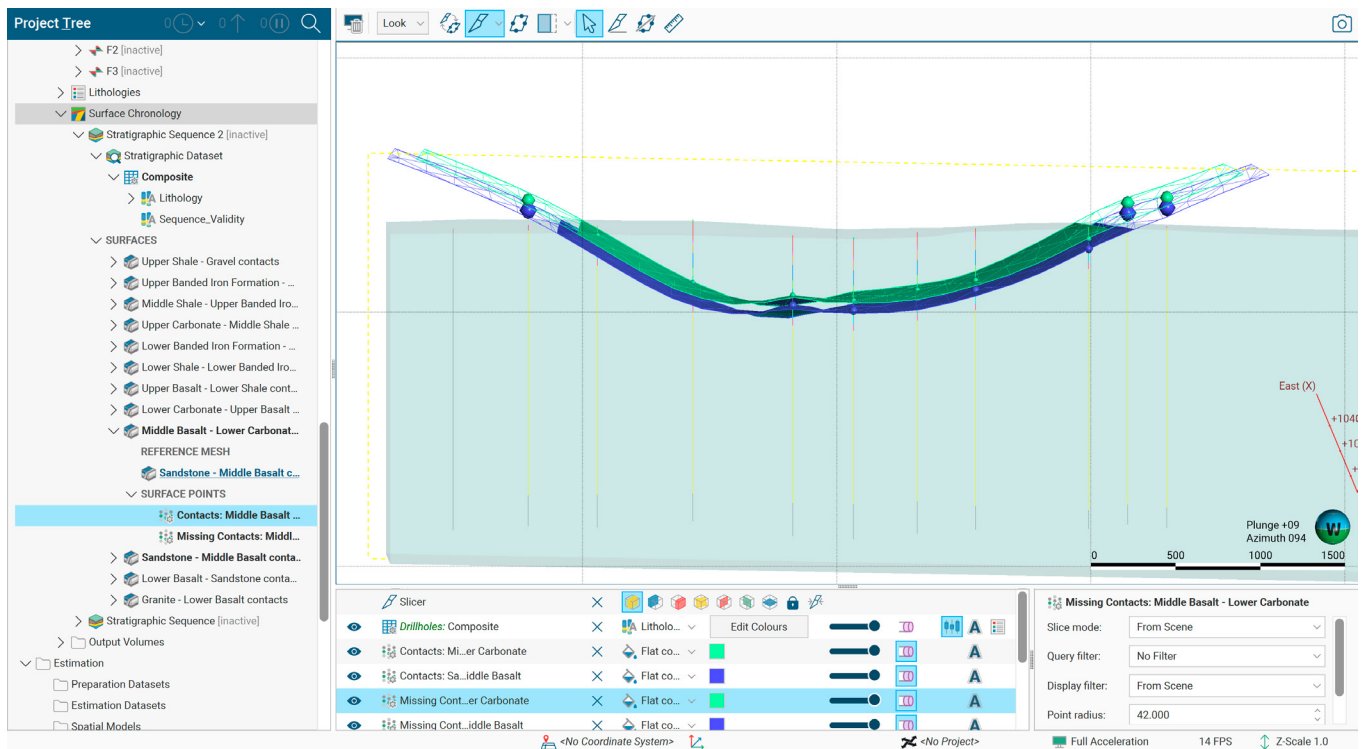 Project Tree
0
0
0
Look
F2 [inactive]
F3 [inactive]
Lithologies
Surface Chronology
Stratigraphic Sequence 2 [inactive]
Stratigraphic Dataset
Composite
Lithology
Sequence_Validity
SURFACES
Upper Shale - Gravel contacts
Upper Banded Iron Formation - ...
Middle Shale - Upper Banded Iro...
Upper Carbonate - Middle Shale ...
Lower Banded Iron Formation - ...
Lower Shale - Lower Banded Iro...
Upper Basalt - Lower Shale cont...
Lower Carbonate - Upper Basalt ...
Middle Basalt - Lower Carbonat...
REFERENCE MESH
Sandstone - Middle Basalt c...
SURFACE POINTS
Contacts: Middle Basalt ...
Missing Contacts: Middl...
Sandstone - Middle Basalt conta...
Lower Basalt - Sandstone conta...
Granite - Lower Basalt contacts
Stratigraphic Sequence [inactive]
Output Volumes
Estimation
Preparation Datasets
Estimation Datasets
Spatial Models
East (X)
+1040
+10
+
Plunge +09
Azimuth 094
W
0 500 1000 1500
Slicer
Drillholes: Composite
Litholo...
Edit Colours
A
Contacts: Mi...er Carbonate
Flat co...
A
Contacts: Sa...iddle Basalt
Flat co...
A
Missing Cont...er Carbonate
Flat co...
A
Missing Cont...iddle Basalt
Flat co...
A
Missing Contacts: Middle Basalt - Lower Carbonate
Slice mode: From Scene
Query filter: No Filter
Display filter: From Scene
Point radius: 42.000
<No Coordinate System>
<No Project>
Full Acceleration
14 FPS
Z-Scale 1.0